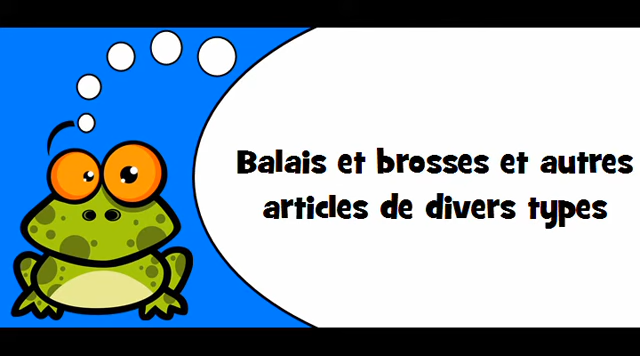 Balais et brosses et autres
articles de divers types